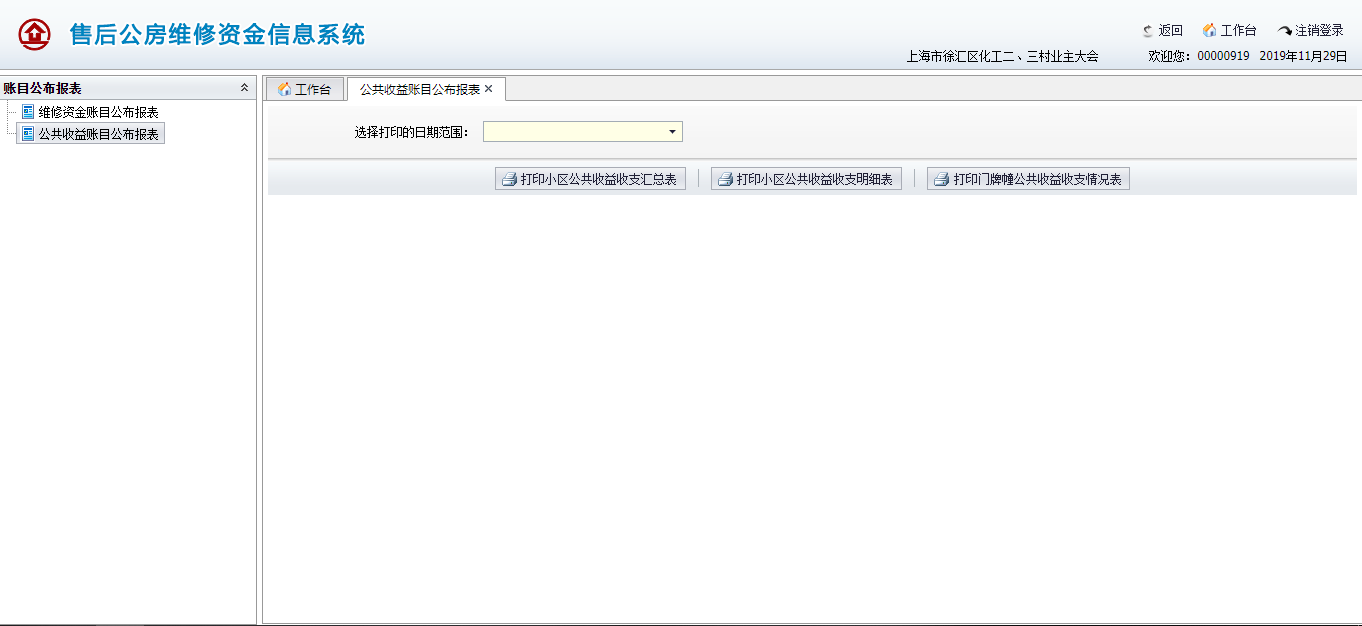 售后公房维修资金信息系统
返回 工作台 注销登录
上海市徐汇区化工二、三村业主大会 欢迎您：00000919 2019年11月29日
账目公布报表
维修资金账目公布报表
公共收益账目公布报表
工作台 公共收益账目公布报表
选择打印的日期范围：
打印小区公共收益收支汇总表 打印小区公共收益收支明细表 打印门牌幢公共收益收支情况表